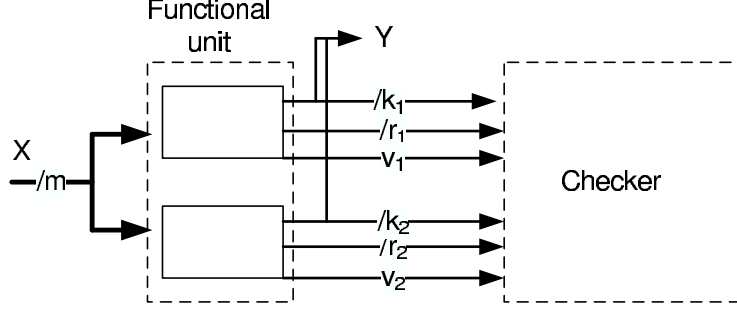 Functional
unit
Y
X
/m
/k₁
/r₁
v₁
/k₂
/r₂
v₂
Checker